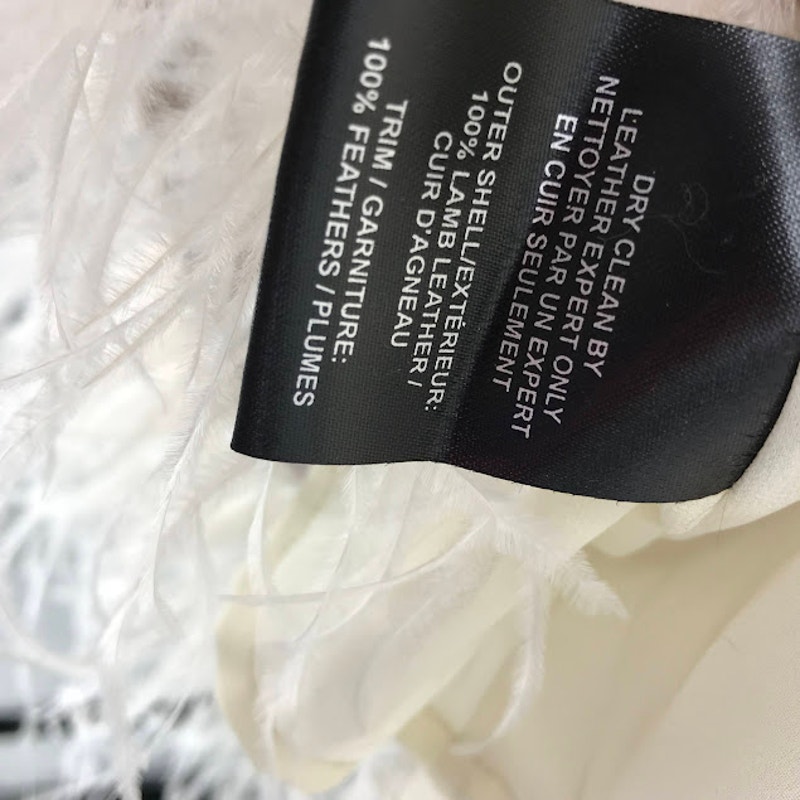 DRY CLEAN BY
LEATHER EXPERT ONLY
NETTOYER PAR UN EXPERT
EN CUIR SEULEMENT
OUTER SHELL/EXTÉRIEUR:
100% LAMB LEATHER /
CUIR D'AGNEAU
TRIM / GARNITURE:
100% FEATHERS / PLUMES